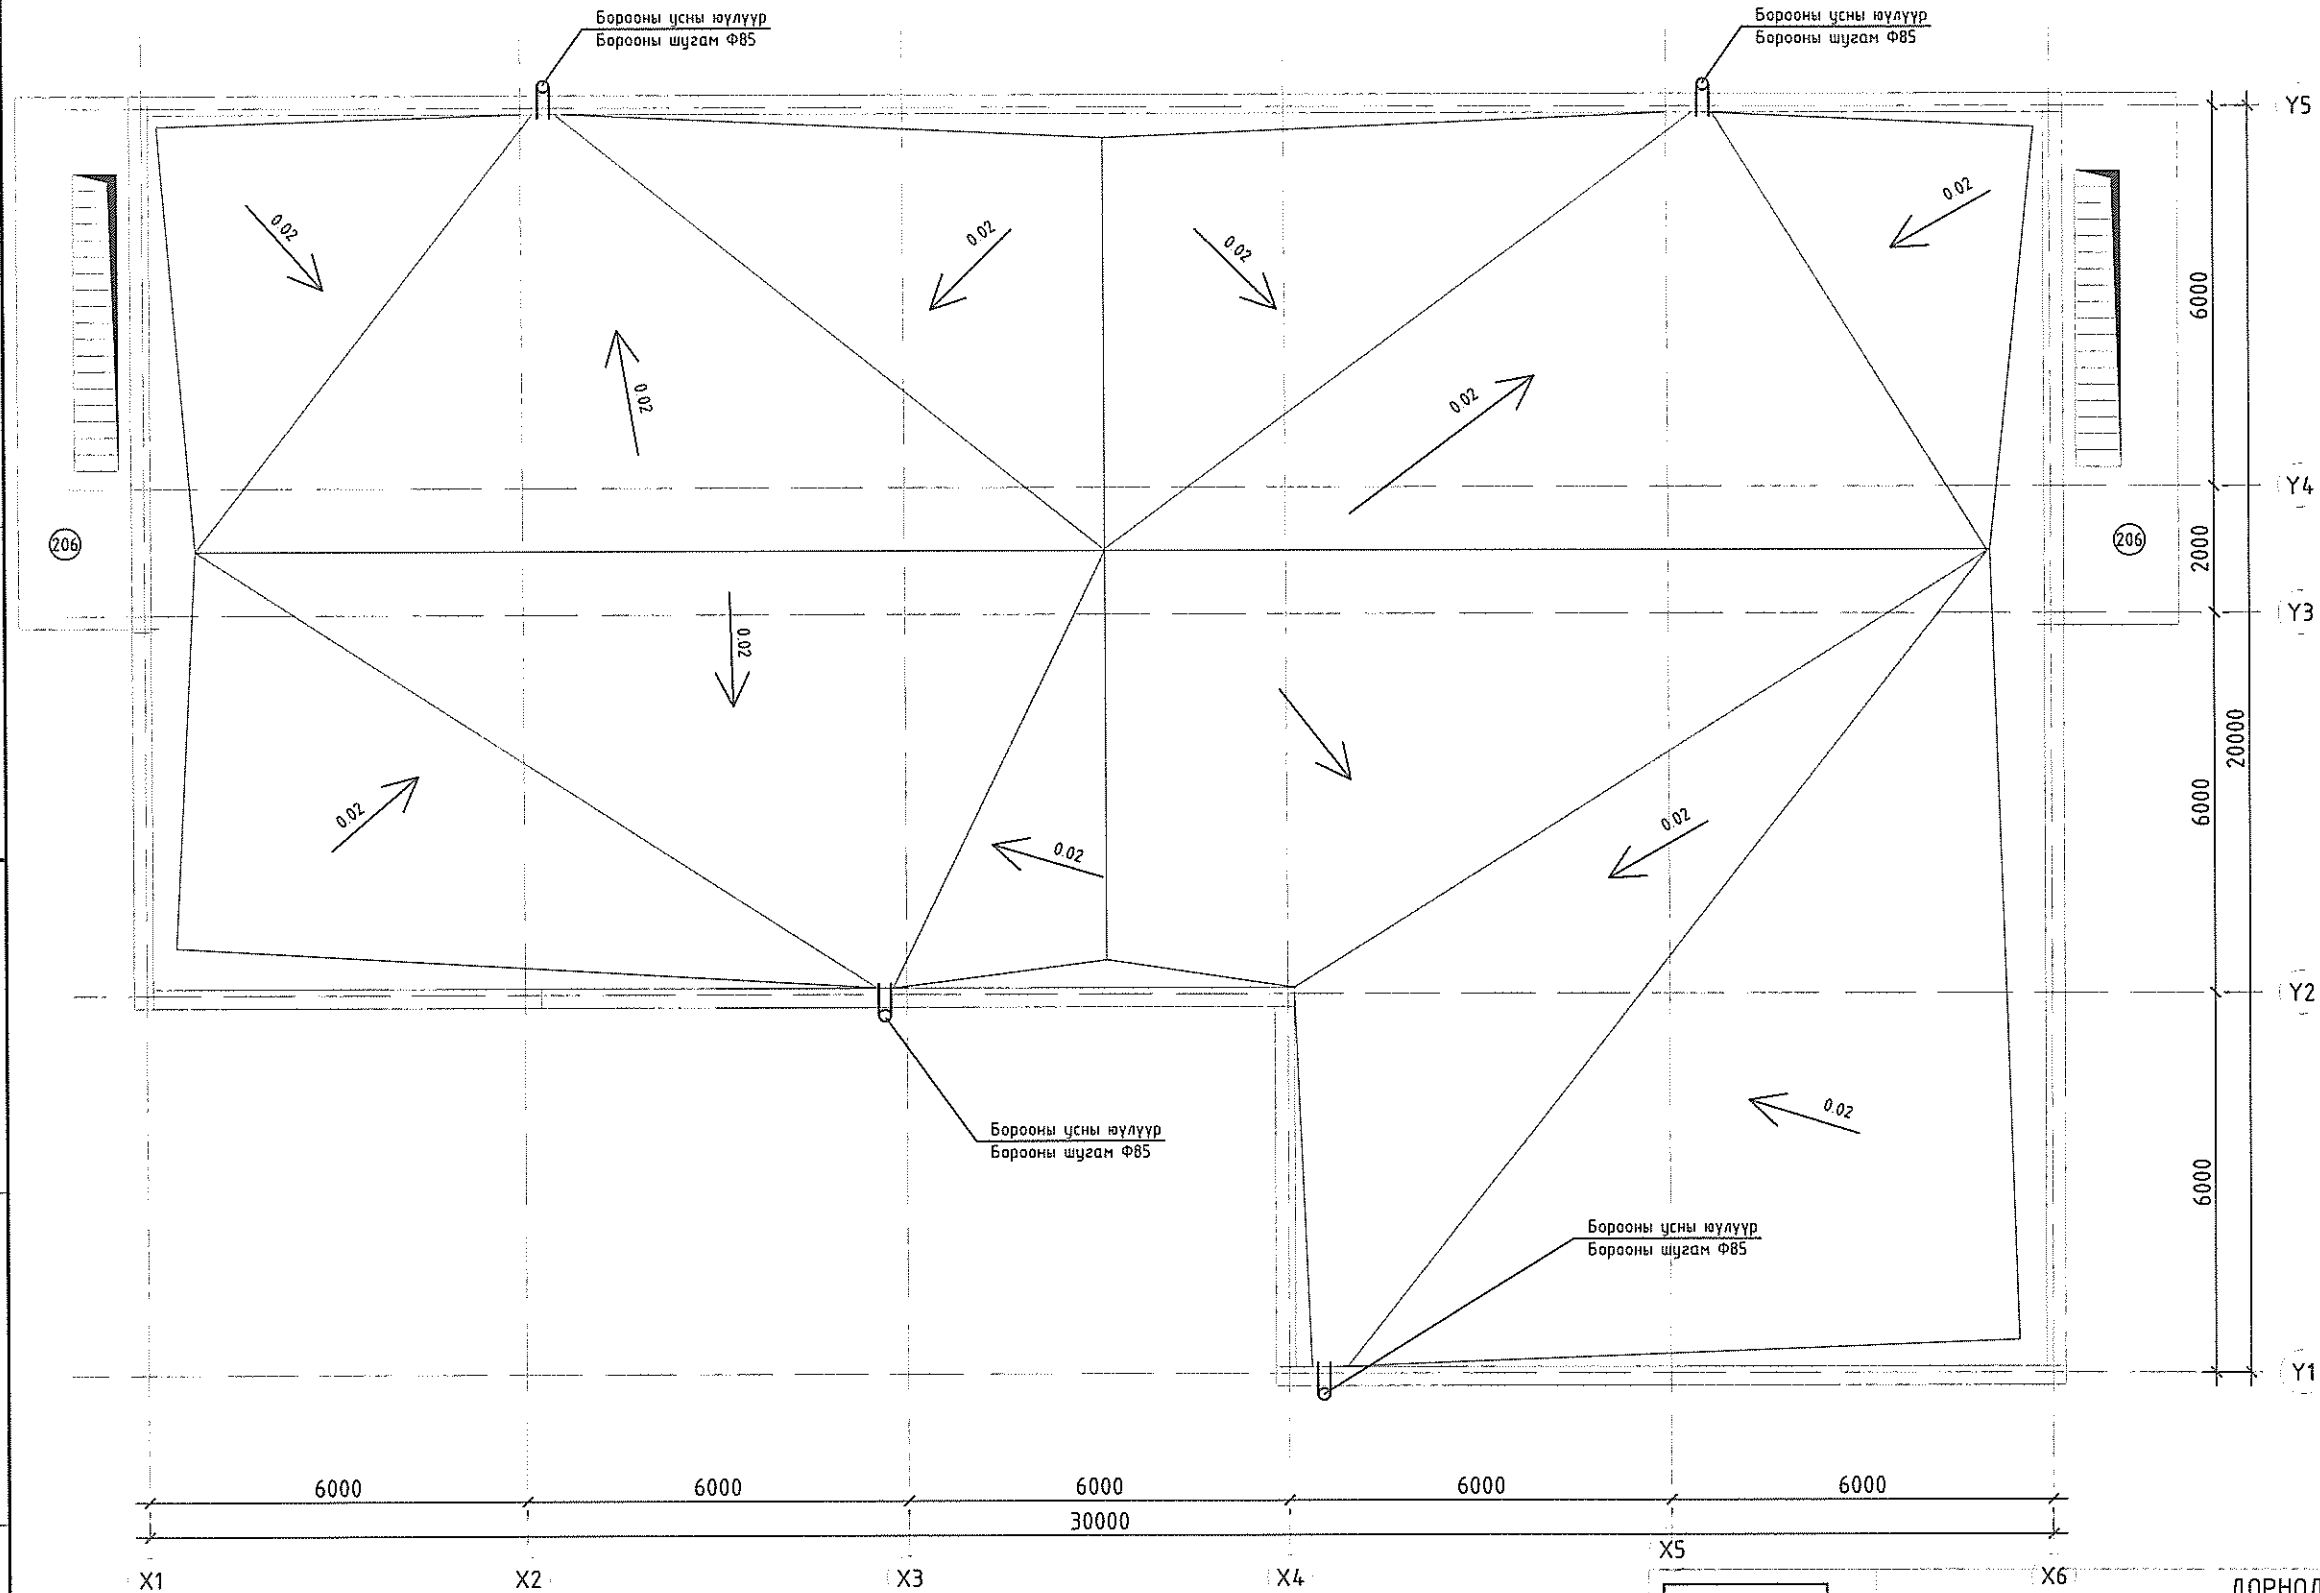 Борооны усны юүлүүр
Борооны шугам Ф85
Борооны усны юүлүүр
Борооны шугам Ф85
Y5
0.02
0.02
0.02
0.02
6000
0.02
0.02
Y4
206
206
2000
Y3
0.02
20000
6000
0.02
0.02
0.02
Y2
0.02
Борооны усны юүлүүр
Борооны шугам Ф85
6000
Борооны усны юүлүүр
Борооны шугам Ф85
Y1
6000
6000
6000
6000
6000
30000
X1
X2
X3
X4
X5
X6